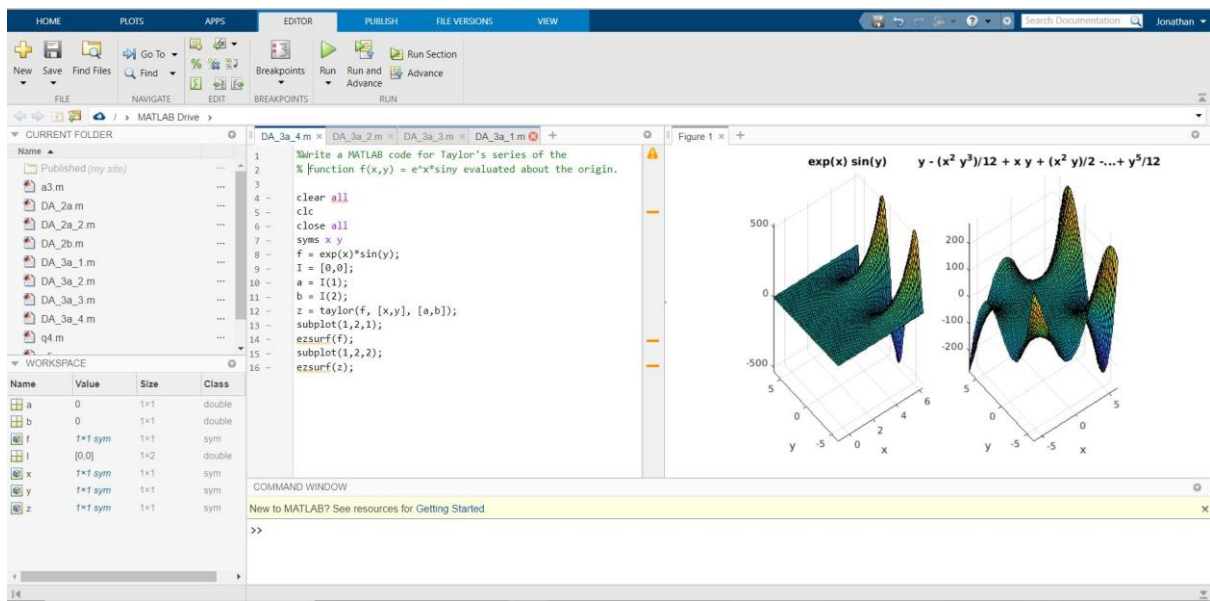 HOME PLOTS APPS EDITOR PUBLISH FILE VERSIONS VIEW Search Documentation Jonathan
New Save Find Files Go To Find Breakpoints Run Run and Advance Run Section Advance
FILE NAVIGATE EDIT BREAKPOINTS RUN
/ > MATLAB Drive >
CURRENT FOLDER
Name
Published (my site)
a3.m
DA_2a.m
DA_2a_2.m
DA_2b.m
DA_3a_1.m
DA_3a_2.m
DA_3a_3.m
DA_3a_4.m
q4.m
WORKSPACE
Name Value Size Class
a 0 1×1 double
b 0 1×1 double
f 1×1 sym 1×1 sym
I [0,0] 1×2 double
x 1×1 sym 1×1 sym
y 1×1 sym 1×1 sym
z 1×1 sym 1×1 sym
DA_3a_4.m × DA_3a_2.m × DA_3a_3.m × DA_3a_1.m +
1 %Write a MATLAB code for Taylor's series of the
2 % function f(x,y) = e^x*siny evaluated about the origin.
3
4 - clear all
5 - clc
6 - close all
7 - syms x y
8 - f = exp(x)*sin(y);
9 - I = [0,0];
10 - a = I(1);
11 - b = I(2);
12 - z = taylor(f, [x,y], [a,b]);
13 - subplot(1,2,1);
14 - ezsurf(f);
15 - subplot(1,2,2);
16 - ezsurf(z);
Figure 1 × +
exp(x) sin(y)
500
0
-500
5 0 -5
y
0 2 4 6
x
y - (x² y³)/12 + x y + (x² y)/2 -...+ y⁵/12
200
100
0
-100
-200
5 0 -5
y
-5 0 5
x
COMMAND WINDOW
New to MATLAB? See resources for Getting Started.
>>